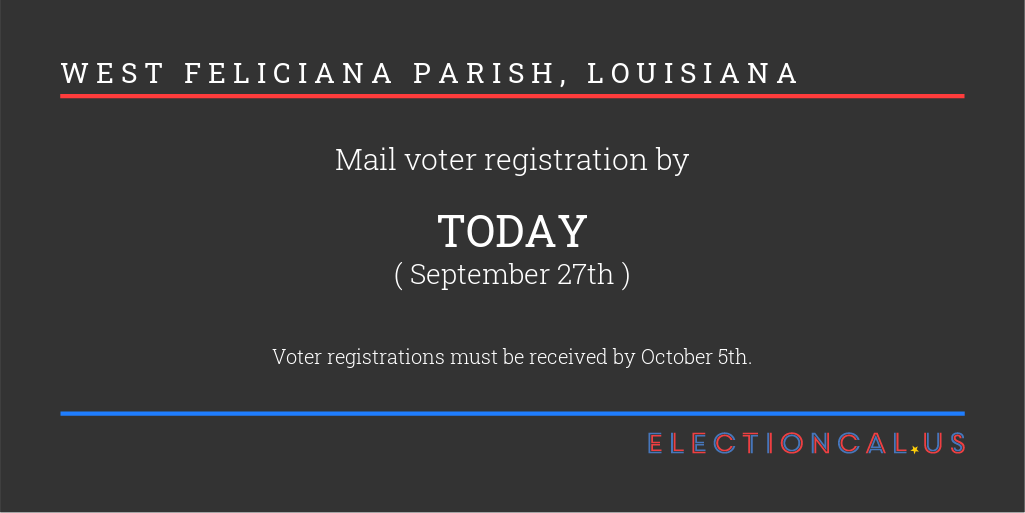 WEST FELICIANA PARISH, LOUISIANA
Mail voter registration by
TODAY
( September 27th )
Voter registrations must be received by October 5th.
ELECTIONCAL.US